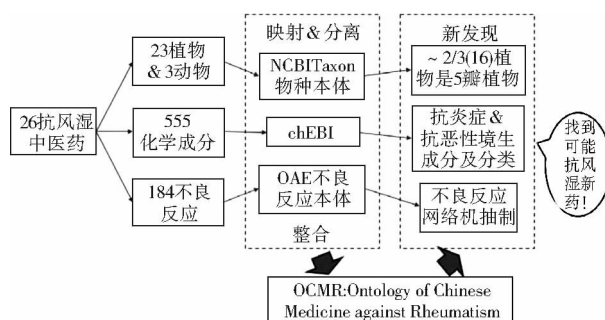 映射&分离
新发现
23植物
&3动物
NCBITaxon
物种本体
~ 2/3(16)植
物是5瓣植物
26抗风湿
中医药
555
化学成分
chEBI
抗炎症&
抗恶性境生
成分及分类
找到
可能
抗风
湿新
药!
184不良
反应
OAE不良
反应本体
不良反应
网络机抽制
整合
OCMR:Ontology of Chinese
Medicine against Rheumatism